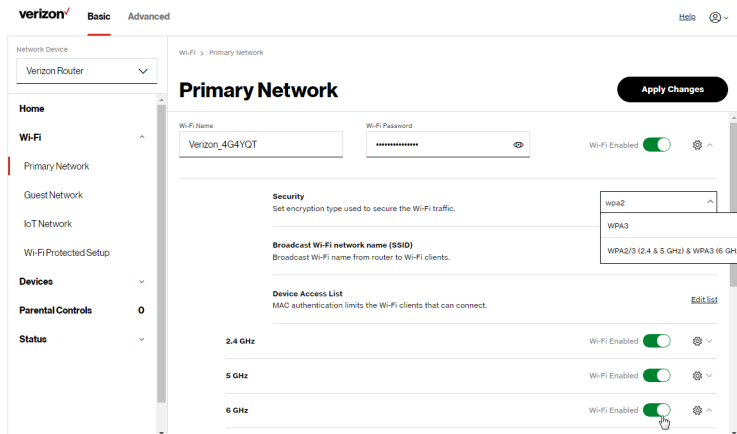 verizon Basic Advanced Help
Network Device
Verizon Router
Home
Wi-Fi
Primary Network
Guest Network
IoT Network
Wi-Fi Protected Setup
Devices
Parental Controls 0
Status
Wi-Fi > Primary Network
Primary Network Apply Changes
Wi-Fi Name Wi-Fi Password
Verizon_4G4YQT ••••••••••••••• Wi-Fi Enabled
Security
Set encryption type used to secure the Wi-Fi traffic.
wpa2
WPA3
WPA2/3 (2.4 & 5 GHz) & WPA3 (6 GH
Broadcast Wi-Fi network name (SSID)
Broadcast Wi-Fi name from router to Wi-Fi clients.
Device Access List
MAC authentication limits the Wi-Fi clients that can connect. Edit list
2.4 GHz Wi-Fi Enabled
5 GHz Wi-Fi Enabled
6 GHz Wi-Fi Enabled